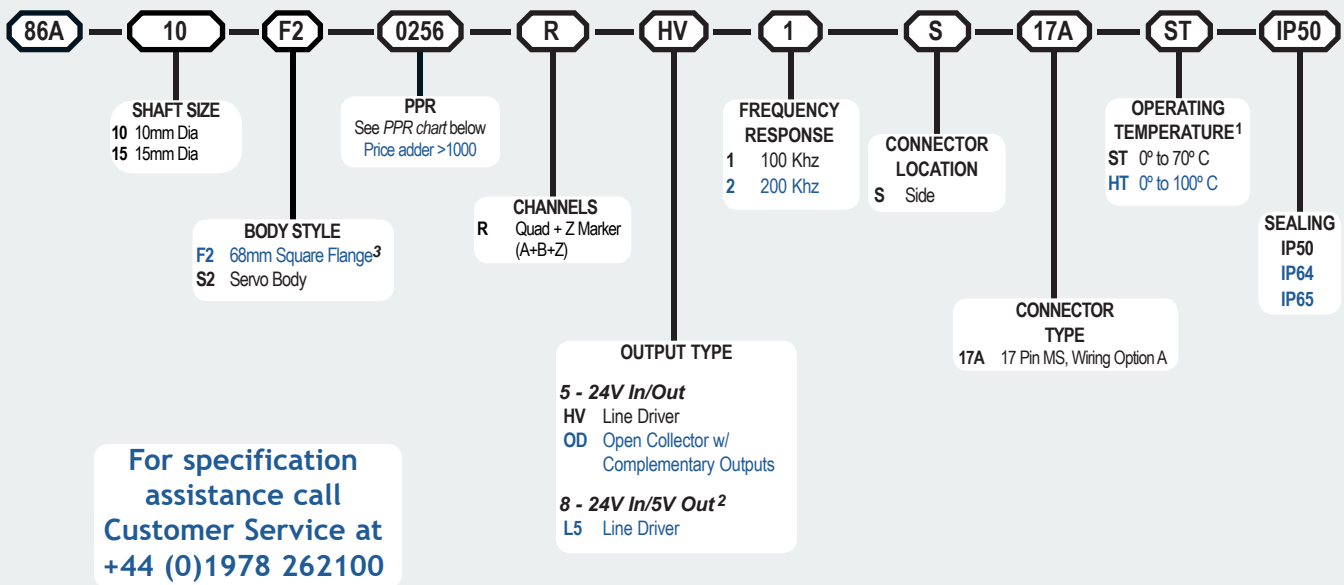 86A 10 F2 0256 R HV 1 S 17A ST IP50
SHAFT SIZE
10 10mm Dia
15 15mm Dia
BODY STYLE
F2 68mm Square Flange3
S2 Servo Body
PPR
See PPR chart below
Price adder >1000
CHANNELS
R Quad + Z Marker
(A+B+Z)
OUTPUT TYPE
5 - 24V In/Out
HV Line Driver
OD Open Collector w/
Complementary Outputs
8 - 24V In/5V Out2
L5 Line Driver
FREQUENCY
RESPONSE
1 100 Khz
2 200 Khz
CONNECTOR
LOCATION
S Side
CONNECTOR
TYPE
17A 17 Pin MS, Wiring Option A
OPERATING
TEMPERATURE1
ST 0º to 70º C
HT 0º to 100º C
SEALING
IP50
IP64
IP65
For specification
assistance call
Customer Service at
+44 (0)1978 262100